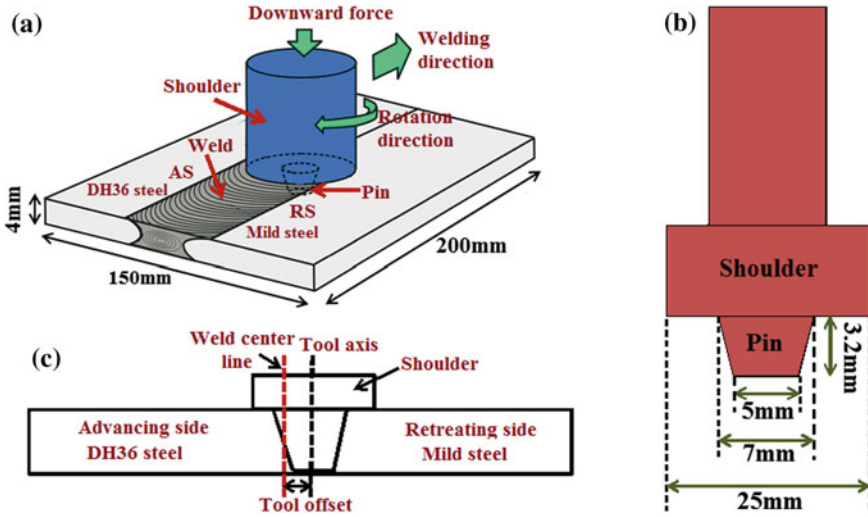 (a)
Downward force
Welding
direction
Shoulder
Rotation
direction
Weld
AS
DH36 steel
Pin
RS
Mild steel
4mm
150mm
200mm
(b)
Shoulder
Pin
3.2mm
5mm
7mm
25mm
(c)
Weld center
line
Tool axis
Shoulder
Advancing side
DH36 steel
Retreating side
Mild steel
Tool offset